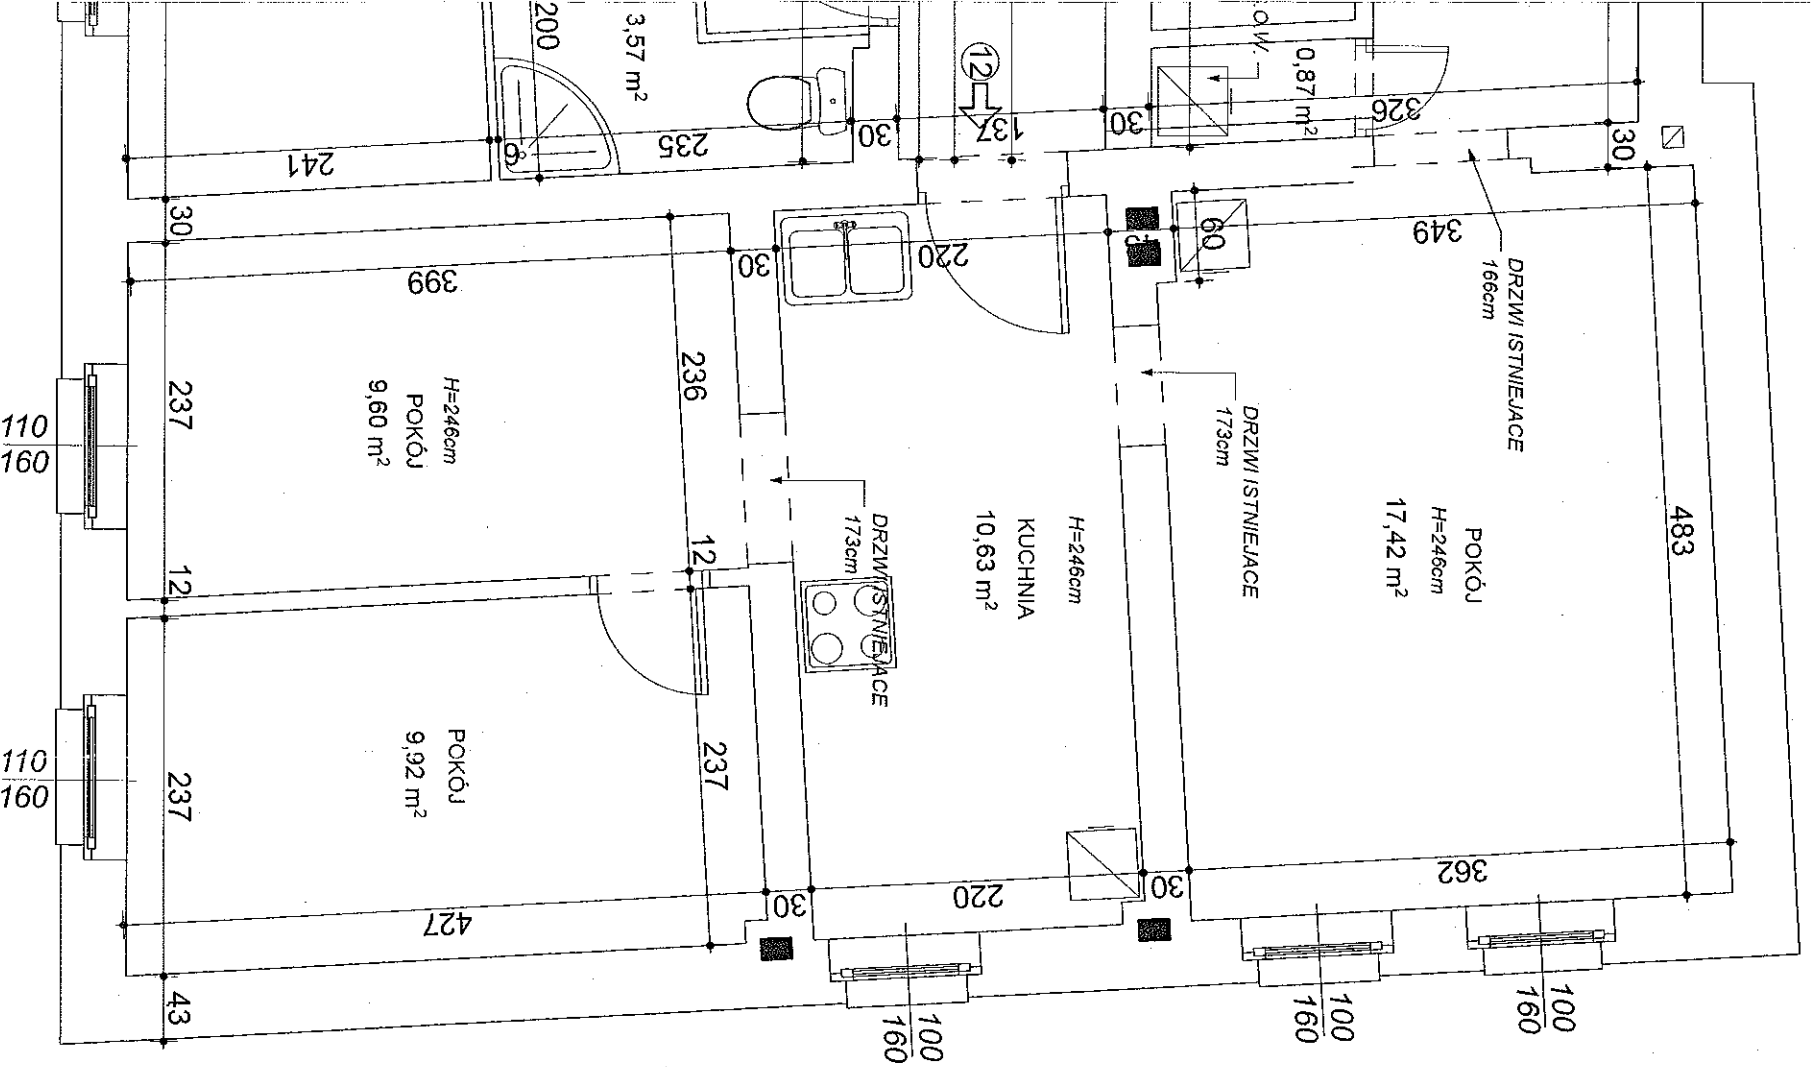 200
3,57 m²
12
O.W.
0,87 m²
241
6
235
30
137
30
326
30
30
399
30
220
60
349
DRZWI ISTNIEJACE
166cm
237
H=246cm
POKÓJ
9,60 m²
236
DRZWI ISTNIEJACE
173cm
110
160
12
12
DRZWI ISTNIEJACE
173cm
H=246cm
KUCHNIA
10,63 m²
POKÓJ
H=246cm
17,42 m²
483
POKÓJ
9,92 m²
237
237
110
160
427
30
220
30
362
43
100
160
100
160
100
160